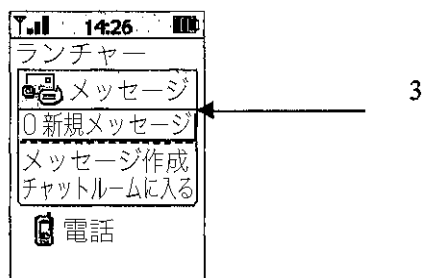 14:26
ランチャー
メッセージ
0新規メッセージ
メッセージ作成
チャットルームに入る
電話
3